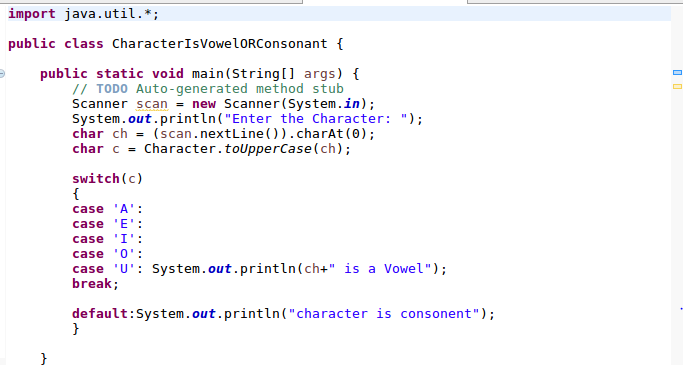 import java.util.*;
public class CharacterIsVowelORConsonant {
public static void main(String[] args) {
// TODO Auto-generated method stub
Scanner scan = new Scanner(System.in);
System.out.println("Enter the Character: ");
char ch = (scan.nextLine()).charAt(0);
char c = Character.toUpperCase(ch);
switch(c)
{
case 'A':
case 'E':
case 'I':
case 'O':
case 'U': System.out.println(ch+" is a Vowel");
break;
default:System.out.println("character is consonent");
}
}